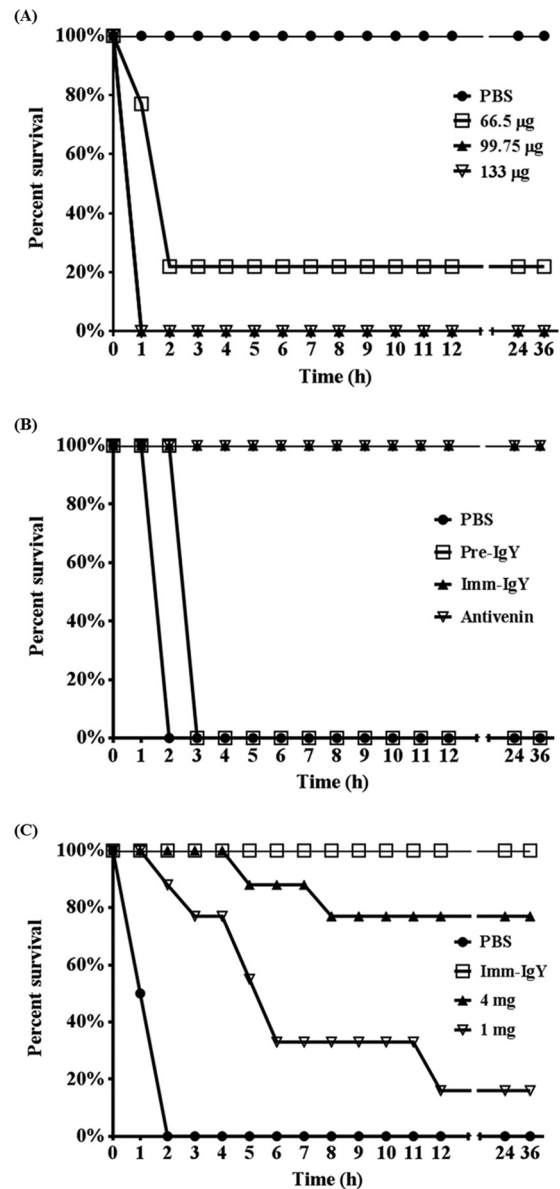 (A)
100%
80%
60%
40%
20%
0%
Percent survival
PBS
66.5 µg
99.75 µg
133 µg
0 1 2 3 4 5 6 7 8 9 10 11 12 24 36
Time (h)
(B)
100%
80%
60%
40%
20%
0%
Percent survival
PBS
Pre-IgY
Imm-IgY
Antivenin
0 1 2 3 4 5 6 7 8 9 10 11 12 24 36
Time (h)
(C)
100%
80%
60%
40%
20%
0%
Percent survival
PBS
Imm-IgY
4 mg
1 mg
0 1 2 3 4 5 6 7 8 9 10 11 12 24 36
Time (h)